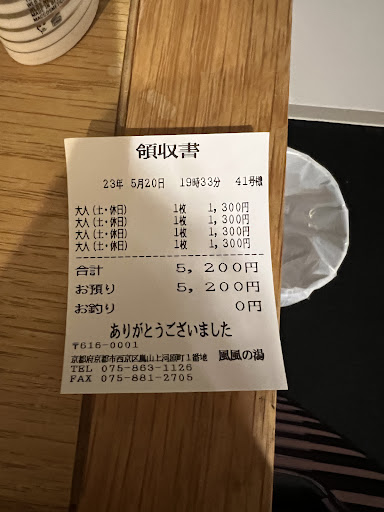 領収書
23年 5月20日 19時33分 41号機
大人(土・休日) 1枚 1,300円
大人(土・休日) 1枚 1,300円
大人(土・休日) 1枚 1,300円
大人(土・休日) 1枚 1,300円
合計 5,200円
お預り 5,200円
お釣り 0円
ありがとうございました
〒616-0001
京都府京都市西京区嵐山上河原町1番地 風風の湯
TEL 075-863-1126
FAX 075-881-2705